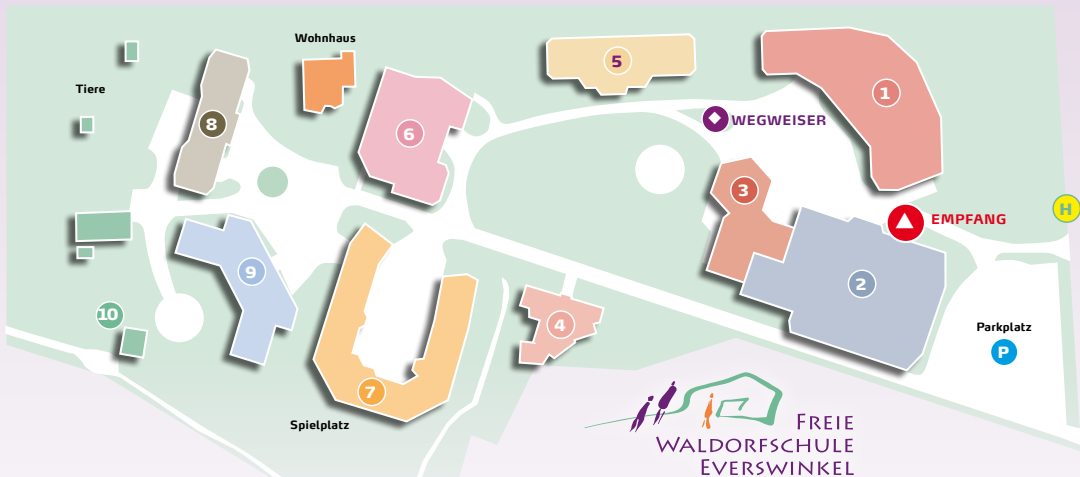 Wohnhaus
Tiere
5
1
8
6
WEGWEISER
3
H
EMPFANG
9
2
10
4
Parkplatz
P
7
Spielplatz
FREIE
WALDORFSCHULE
EVERSWINKEL